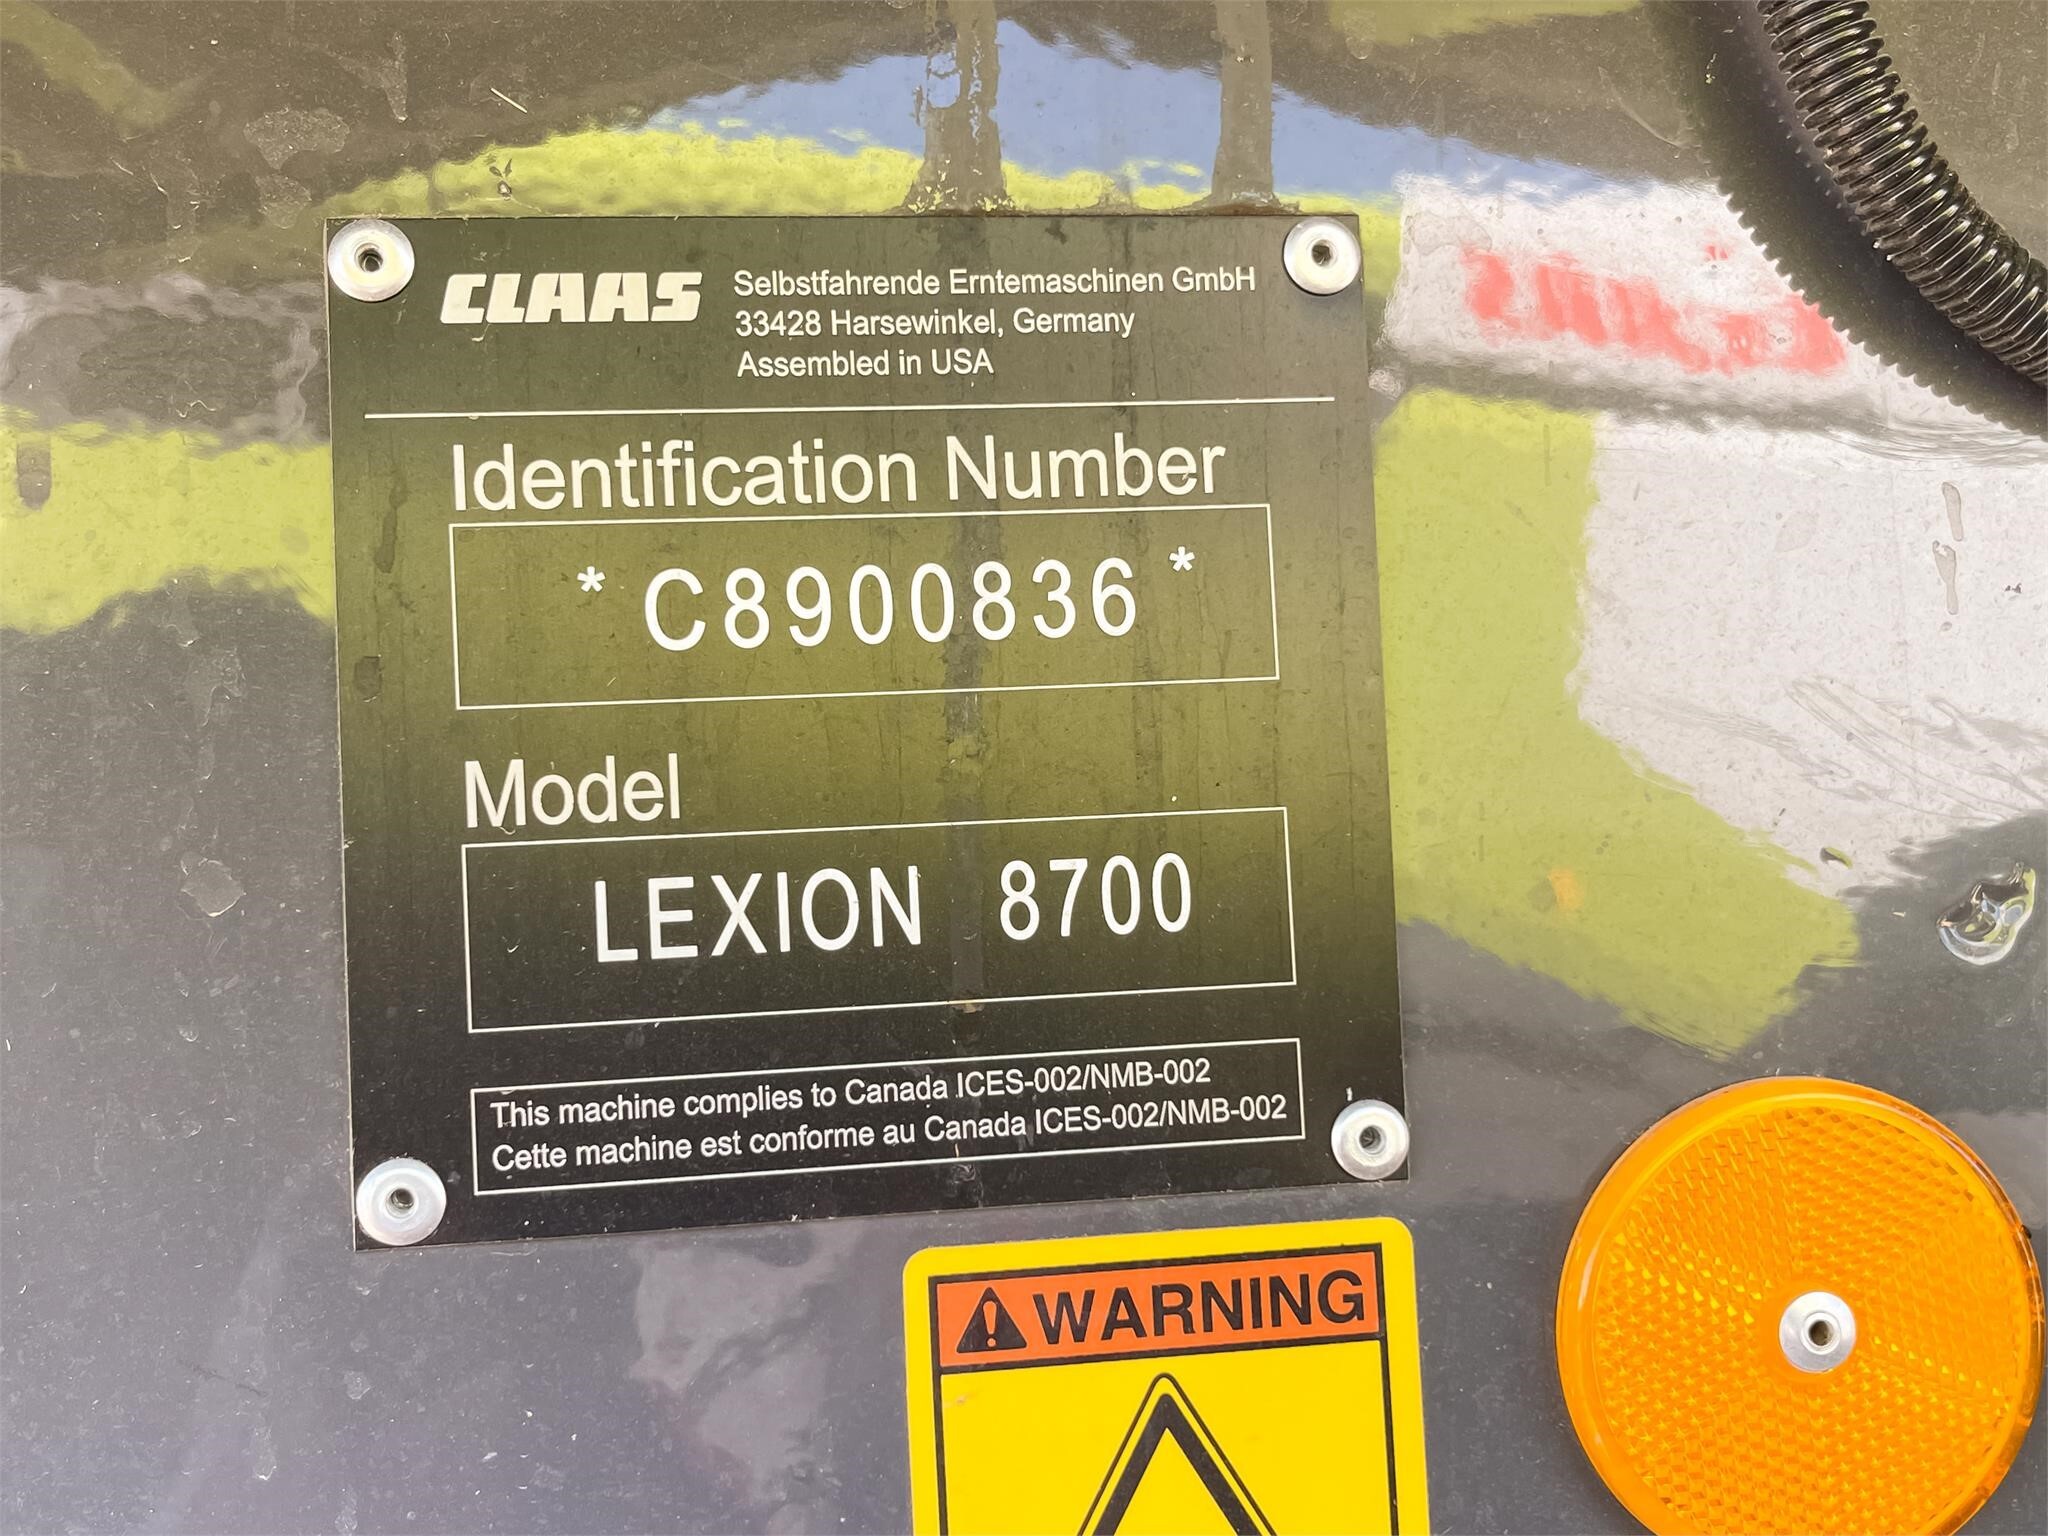 CLAAS
Selbstfahrende Erntemaschinen GmbH
33428 Harsewinkel, Germany
Assembled in USA
Identification Number
* C8900836 *
Model
LEXION 8700
This machine complies to Canada ICES-002/NMB-002
Cette machine est conforme au Canada ICES-002/NMB-002
WARNING